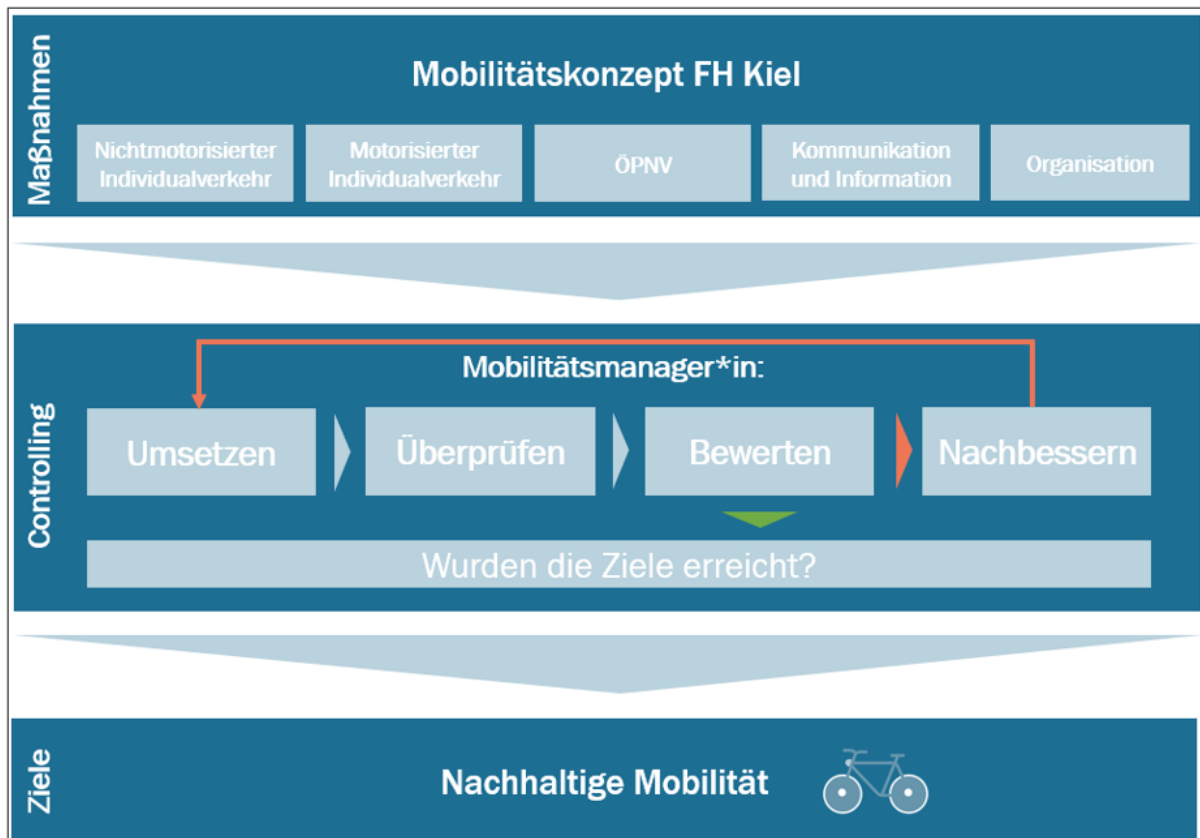 Maßnahmen
Mobilitätskonzept FH Kiel
Nichtmotorisierter
Individualverkehr
Motorisierter
Individualverkehr
ÖPNV
Kommunikation
und Information
Organisation
Controlling
Mobilitätsmanager*in:
Umsetzen
Überprüfen
Bewerten
Nachbessern
Wurden die Ziele erreicht?
Ziele
Nachhaltige Mobilität